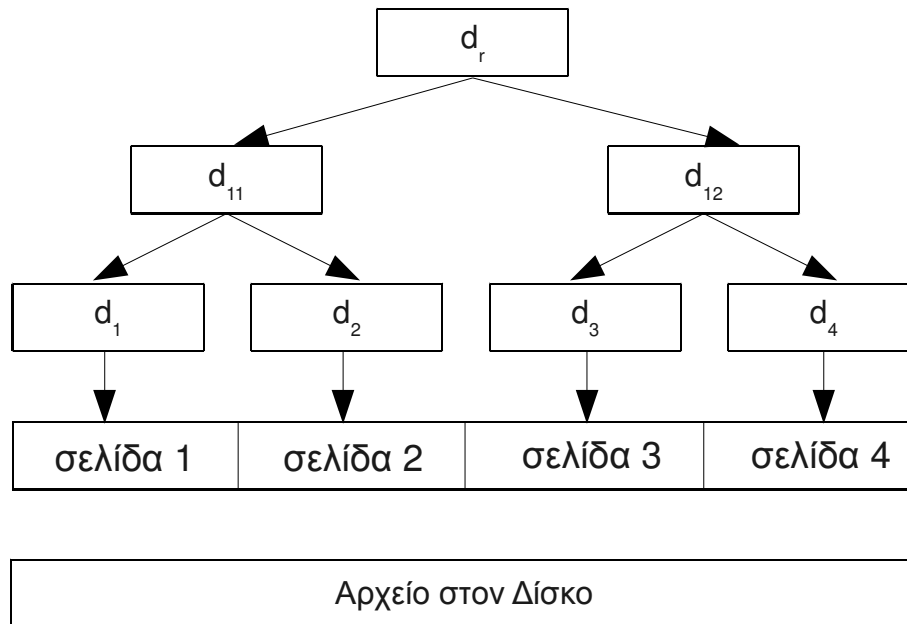 d_r
d_11 d_12
d_1 d_2 d_3 d_4
σελίδα 1 σελίδα 2 σελίδα 3 σελίδα 4
Αρχείο στον Δίσκο